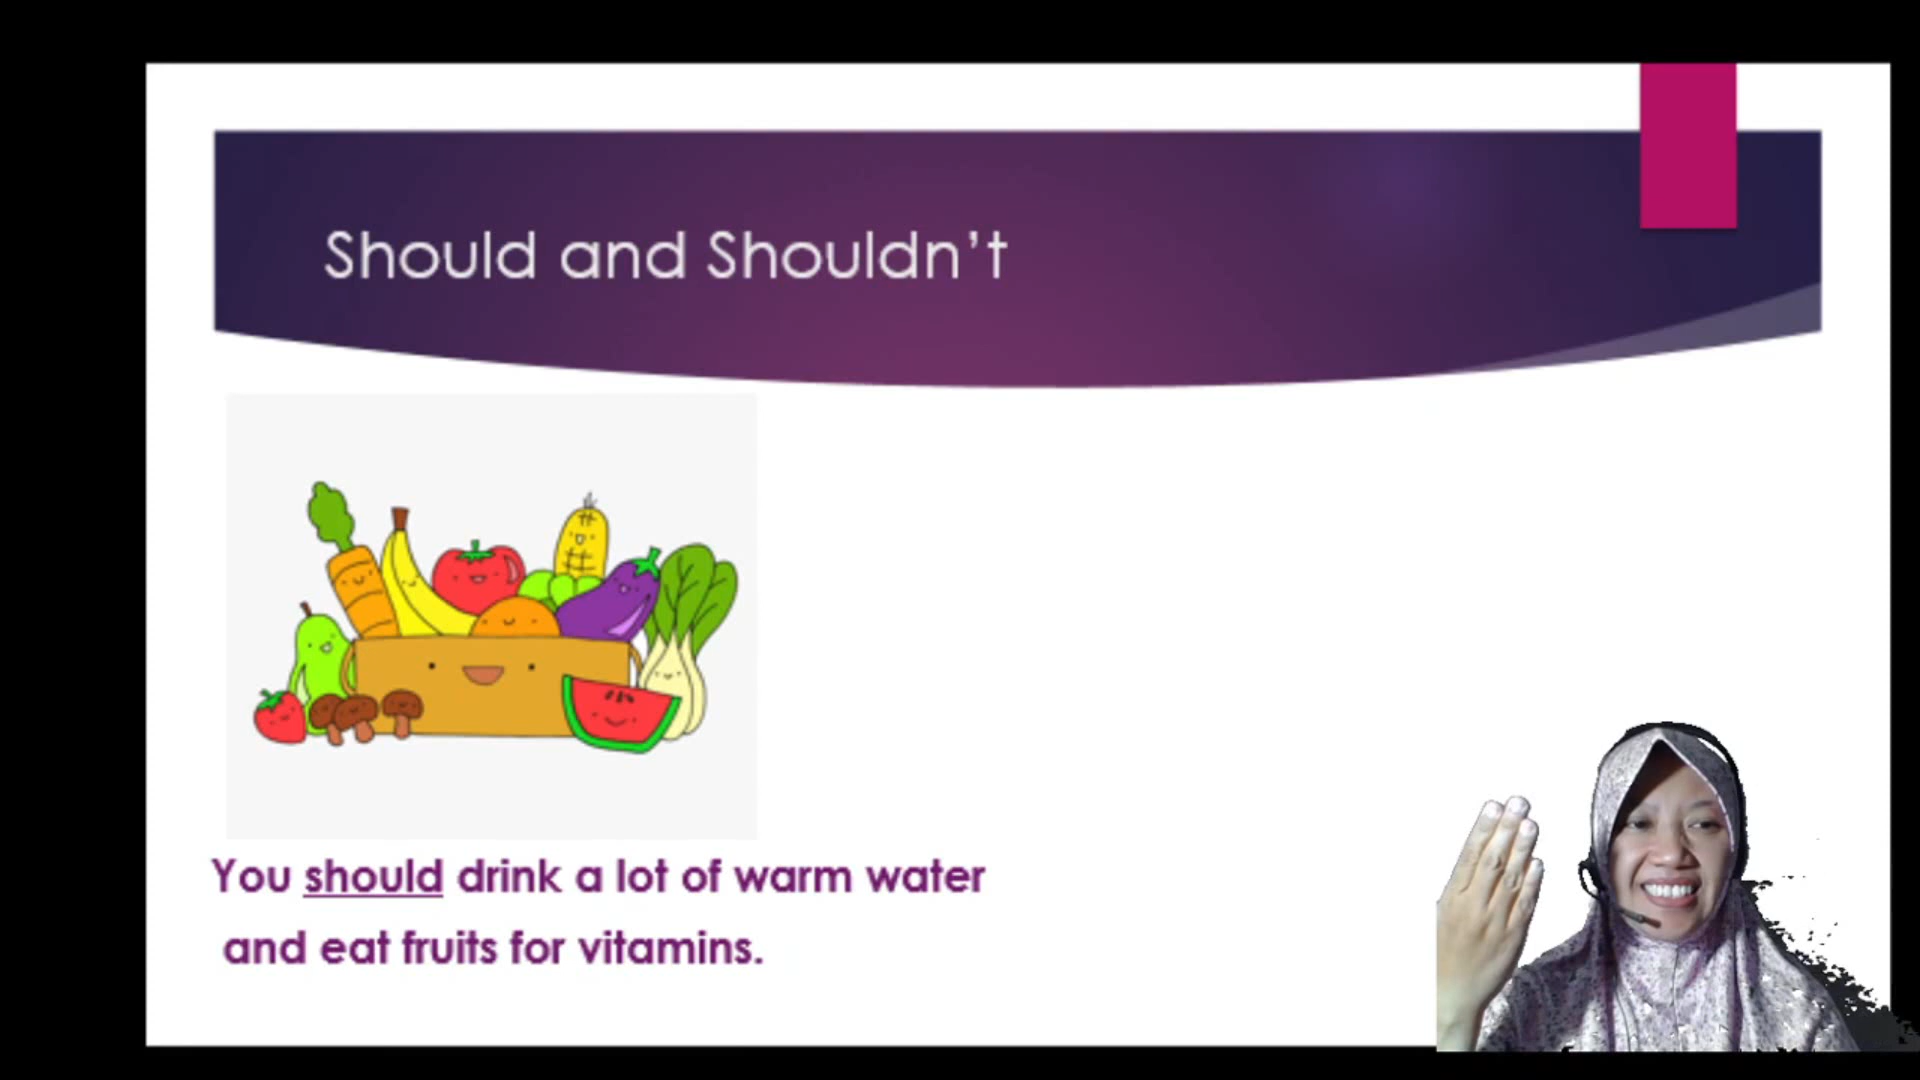 Should and Shouldn't
You should drink a lot of warm water
and eat fruits for vitamins.